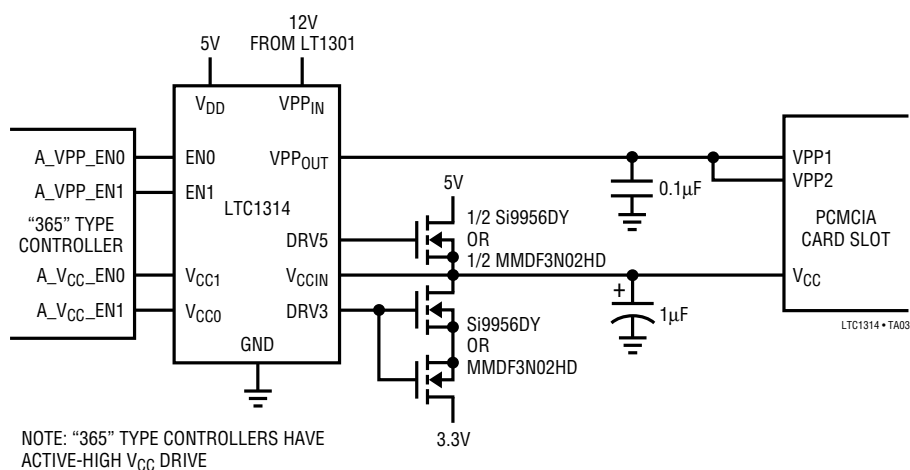 12V
FROM LT1301
5V
V_DD
VPP_IN
A_VPP_EN0
EN0
VPP_OUT
VPP1
VPP2
A_VPP_EN1
EN1
5V
0.1µF
LTC1314
1/2 Si9956DY
OR
1/2 MMDF3N02HD
“365” TYPE
CONTROLLER
PCMCIA
CARD SLOT
DRV5
A_V_CC_EN0
V_CC1
V_CCIN
V_CC
A_V_CC_EN1
V_CC0
DRV3
+
1µF
Si9956DY
OR
MMDF3N02HD
GND
LTC1314 • TA03
3.3V
NOTE: “365” TYPE CONTROLLERS HAVE
ACTIVE-HIGH V_CC DRIVE